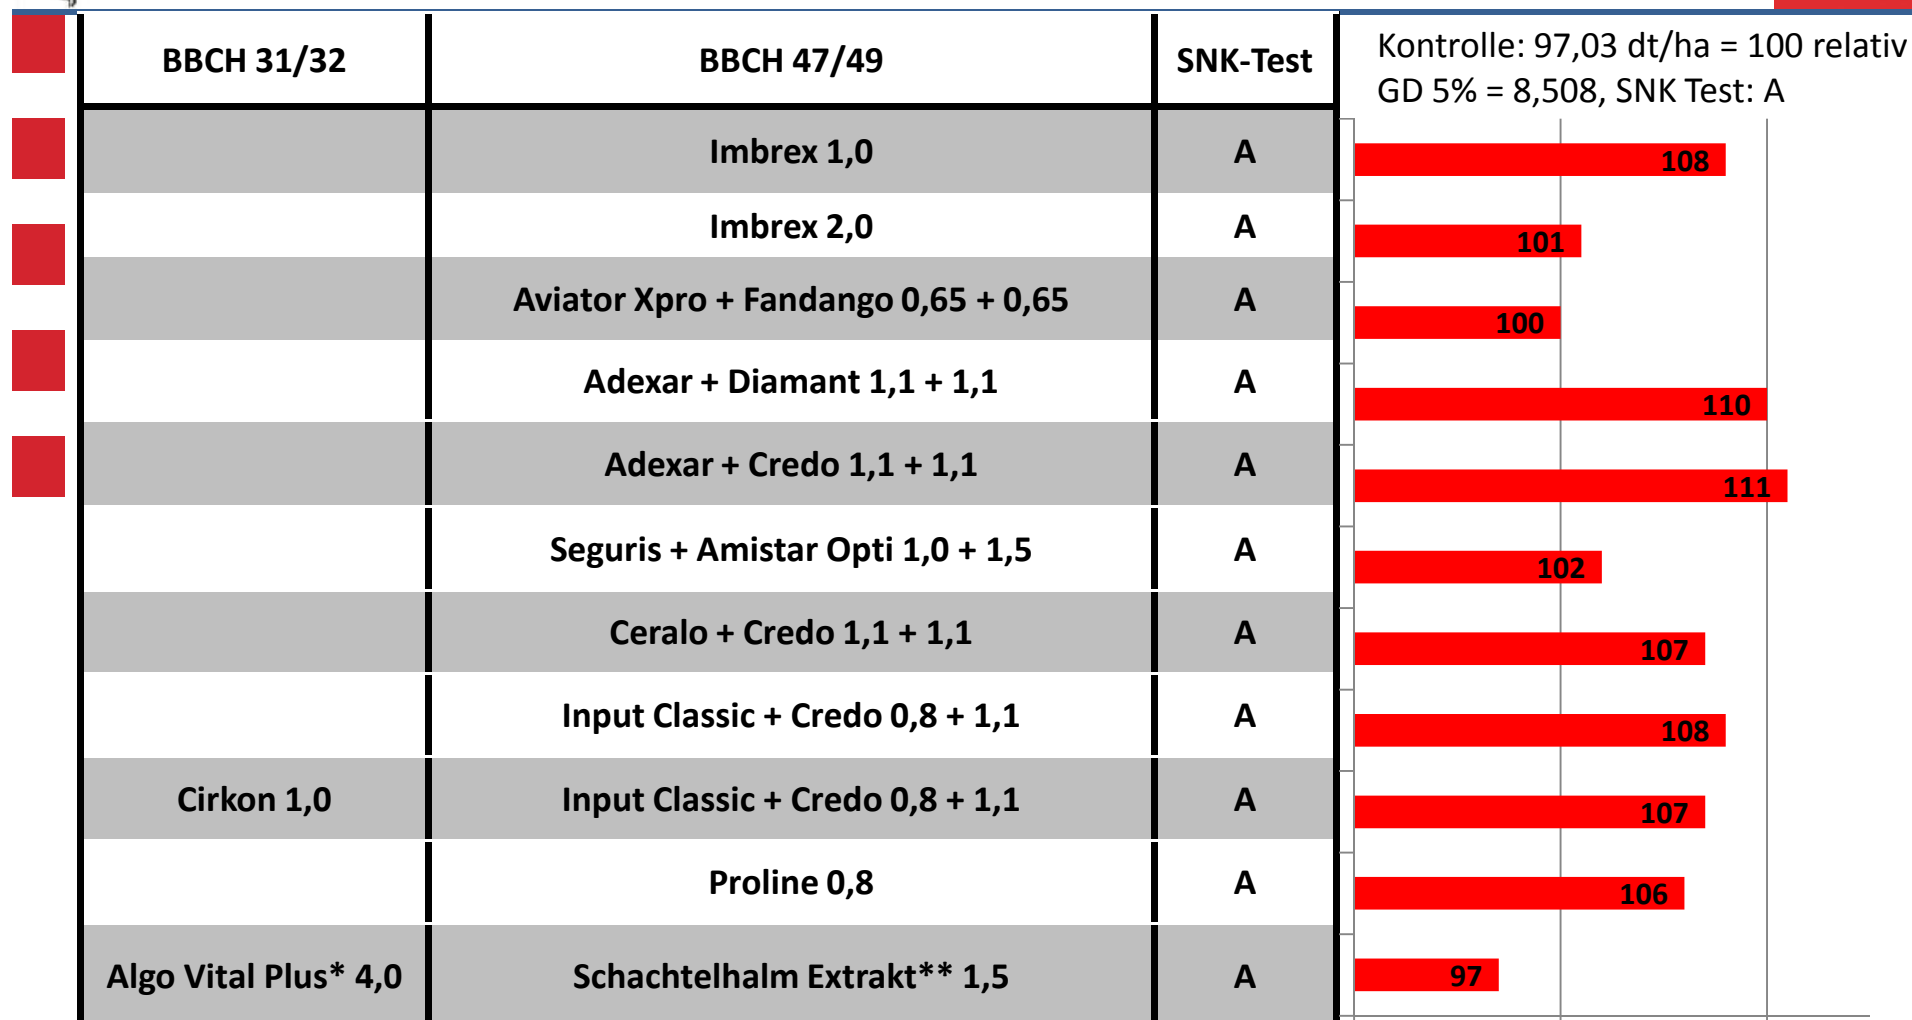 BBCH 31/32 BBCH 47/49 SNK-Test
Kontrolle: 97,03 dt/ha = 100 relativ
GD 5% = 8,508, SNK Test: A
Imbrex 1,0 A 108
Imbrex 2,0 A 101
Aviator Xpro + Fandango 0,65 + 0,65 A 100
Adexar + Diamant 1,1 + 1,1 A 110
Adexar + Credo 1,1 + 1,1 A 111
Seguris + Amistar Opti 1,0 + 1,5 A 102
Ceralo + Credo 1,1 + 1,1 A 107
Input Classic + Credo 0,8 + 1,1 A 108
Cirkon 1,0 Input Classic + Credo 0,8 + 1,1 A 107
Proline 0,8 A 106
Algo Vital Plus* 4,0 Schachtelhalm Extrakt** 1,5 A 97